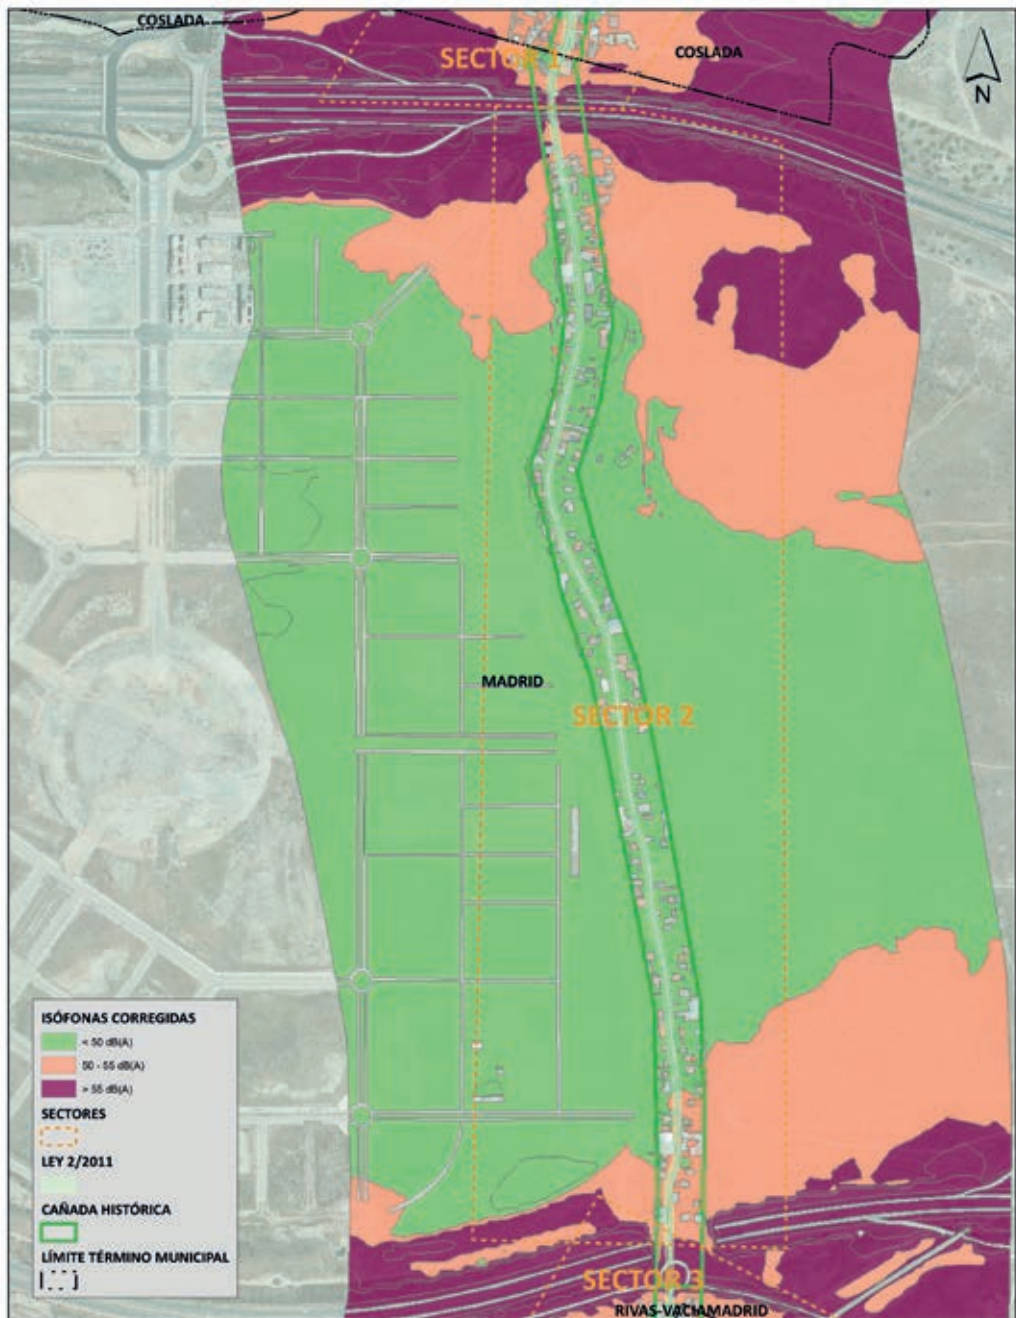 COSLADA
SECTOR 1
COSLADA
N
MADRID
SECTOR 2
ISÓFONAS CORREGIDAS
< 50 dB(A)
50 - 55 dB(A)
> 55 dB(A)
SECTORES
LEY 2/2011
CAÑADA HISTÓRICA
LÍMITE TÉRMINO MUNICIPAL
SECTOR 3
RIVAS-VACIAMADRID